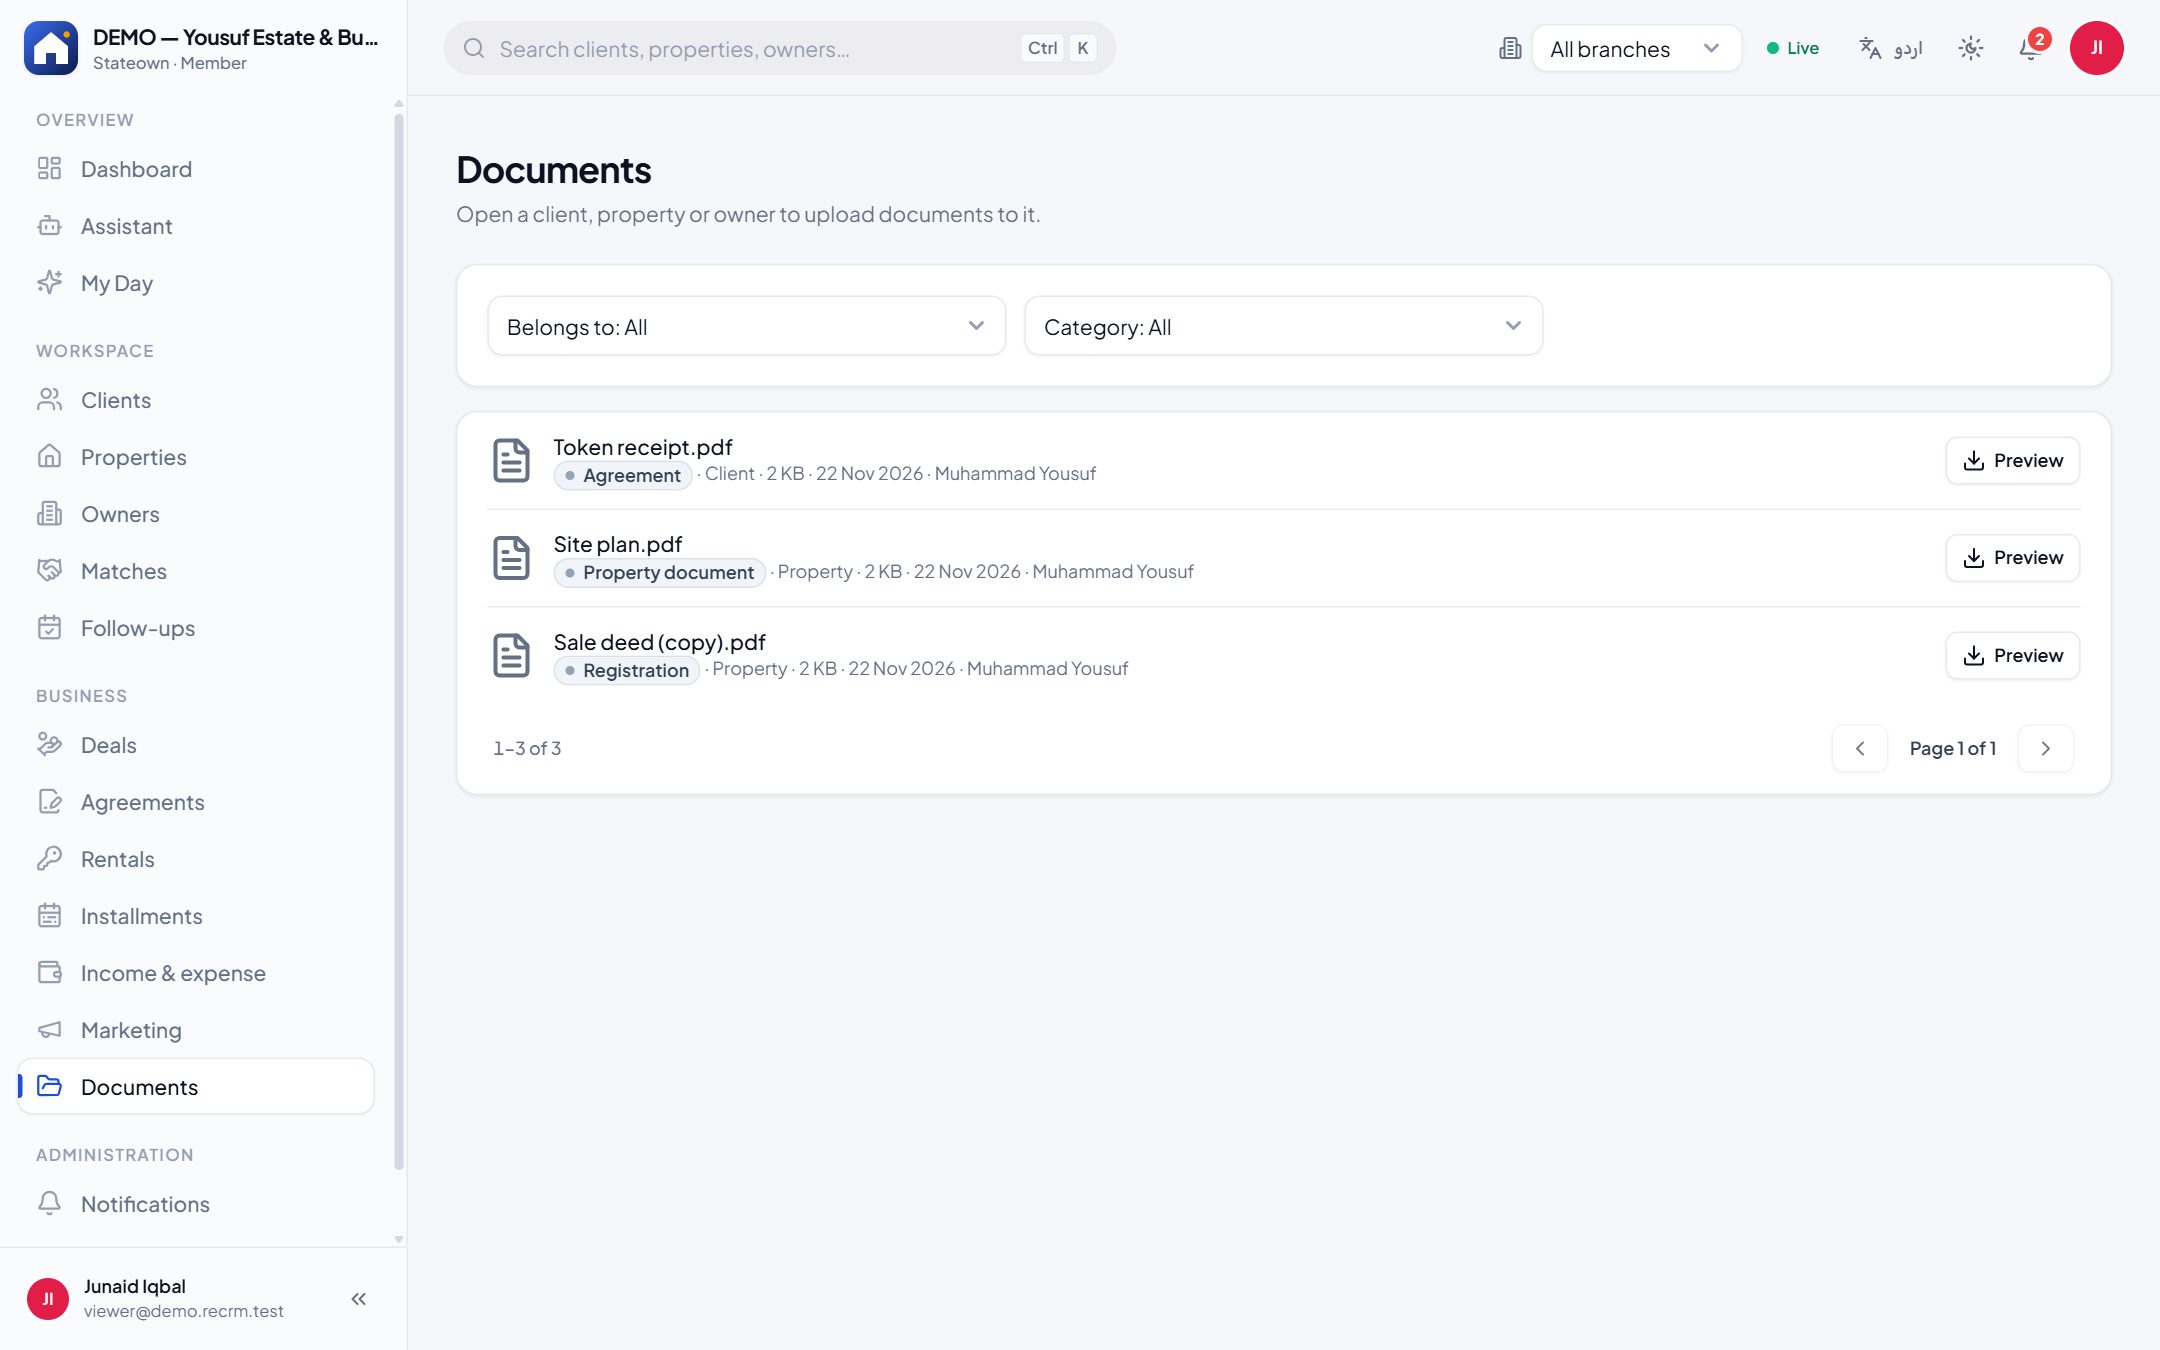 DEMO — Yousuf Estate & Bu...
Stateown · Member
Search clients, properties, owners...
Ctrl K
All branches
Live
اردو
2
JI
OVERVIEW
Dashboard
Assistant
My Day
WORKSPACE
Clients
Properties
Owners
Matches
Follow-ups
BUSINESS
Deals
Agreements
Rentals
Installments
Income & expense
Marketing
Documents
ADMINISTRATION
Notifications
JI
Junaid Iqbal
viewer@demo.recrm.test
Documents
Open a client, property or owner to upload documents to it.
Belongs to: All
Category: All
Token receipt.pdf
Agreement · Client · 2 KB · 22 Nov 2026 · Muhammad Yousuf
Preview
Site plan.pdf
Property document · Property · 2 KB · 22 Nov 2026 · Muhammad Yousuf
Preview
Sale deed (copy).pdf
Registration · Property · 2 KB · 22 Nov 2026 · Muhammad Yousuf
Preview
1–3 of 3
Page 1 of 1